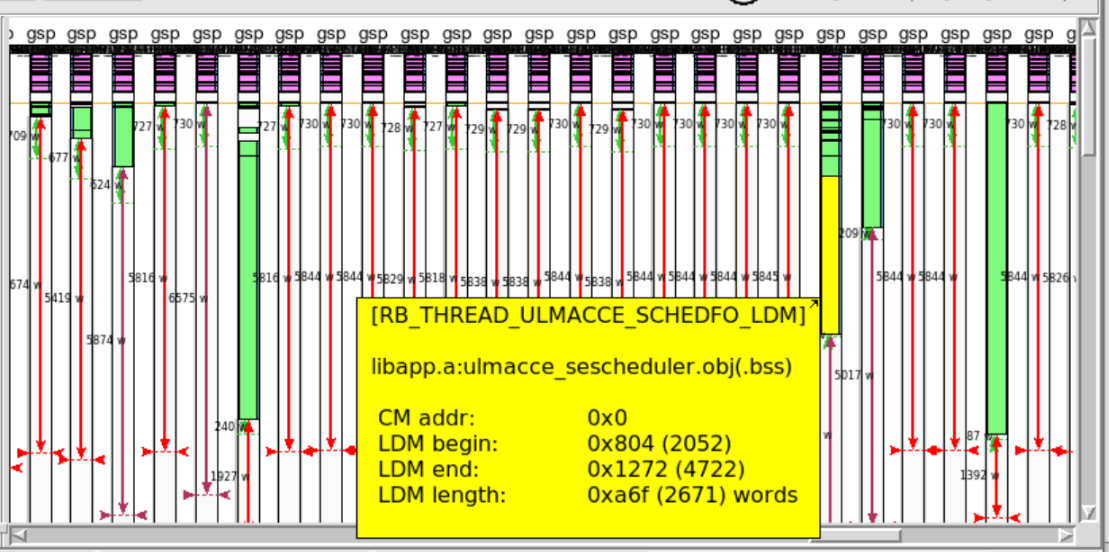 gsp gsp gsp gsp gsp gsp gsp gsp gsp gsp gsp gsp gsp gsp gsp gsp gsp gsp gsp gsp gsp gsp gsp gsp gsp
709 w 677 w 624 w 727 730 w 727 730 w 730 w 728 w 727 729 w 729 w 730 w 729 w 730 w 730 w 730 w 730 w 209 w 730 w 730 w 730 w 728 w
674 w 5419 w 5874 w 5816 w 6575 w 5816 w 5844 w 5844 w 5829 w 5818 w 5838 w 5838 w 5844 w 5838 w 5844 w 5844 w 5844 w 5845 w 5844 w 5844 w 5844 w 5826 w
240 w
1927 w
5017 w
w
87 w
1392 w
[RB_THREAD_ULMACCE_SCHEDFO_LDM]
libapp.a:ulmacce_sescheduler.obj(.bss)
CM addr: 0x0
LDM begin: 0x804 (2052)
LDM end: 0x1272 (4722)
LDM length: 0xa6f (2671) words